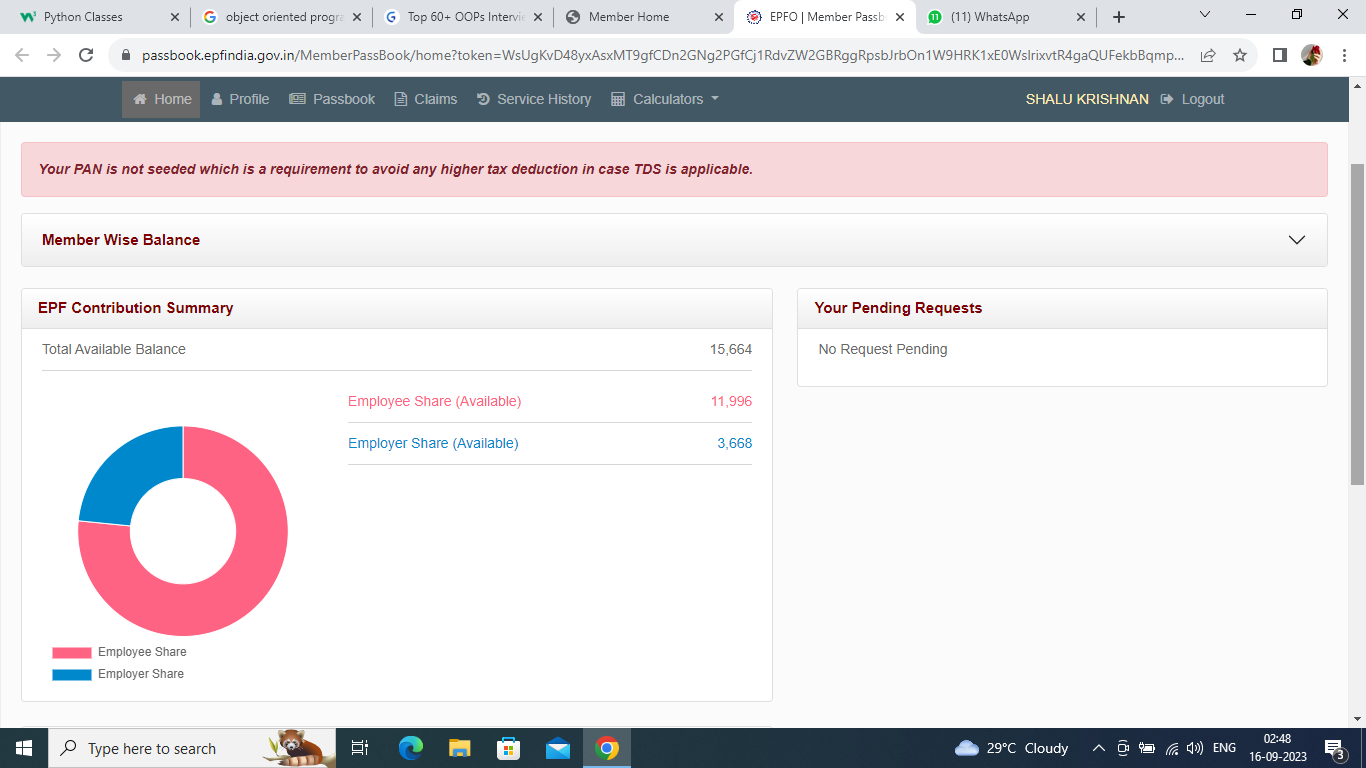 Python Classes
object oriented progra
Top 60+ OOPs Intervie
Member Home
EPFO | Member Passb
(11) WhatsApp
passbook.epfindia.gov.in/MemberPassBook/home?token=WsUgKvD48yxAsxMT9gfCDn2GNg2PGfCj1RdvZW2GBRggRpsbJrbOn1W9HRK1xE0WslrixvtR4gaQUFekbBqmp...
Home Profile Passbook Claims Service History Calculators SHALU KRISHNAN Logout
Your PAN is not seeded which is a requirement to avoid any higher tax deduction in case TDS is applicable.
Member Wise Balance
EPF Contribution Summary
Total Available Balance 15,664
Employee Share (Available) 11,996
Employer Share (Available) 3,668
Employee Share
Employer Share
Your Pending Requests
No Request Pending
Type here to search
29°C Cloudy
ENG
02:48
16-09-2023
3